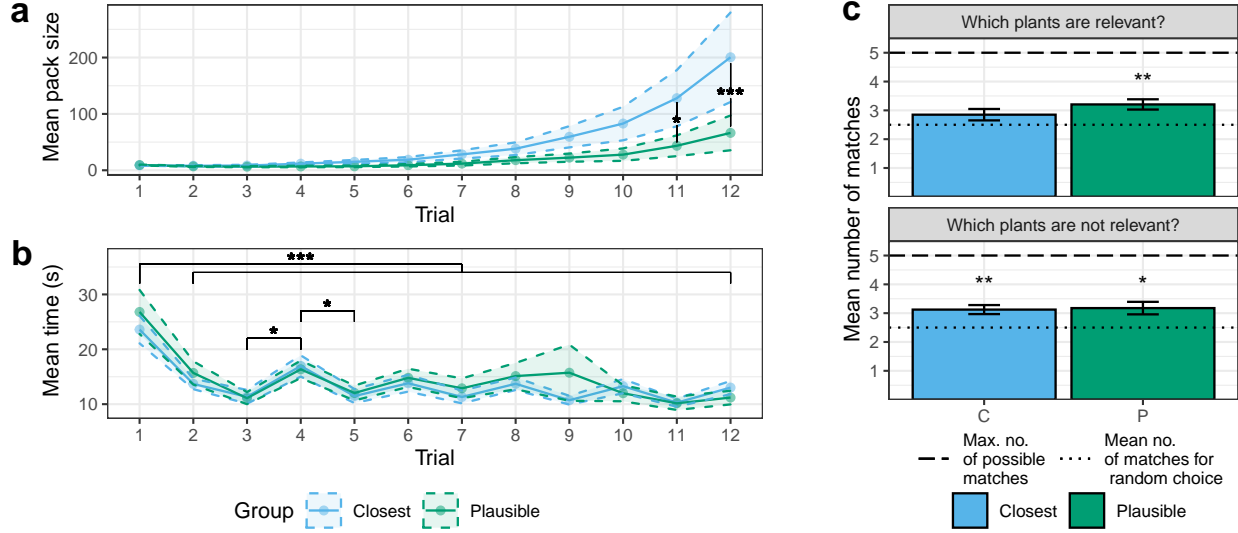 a
Mean pack size
200
100
0
***
*
1 2 3 4 5 6 7 8 9 10 11 12
Trial
b
Mean time (s)
30
20
10
***
*
*
1 2 3 4 5 6 7 8 9 10 11 12
Trial
Group Closest Plausible
c
Mean number of matches
Which plants are relevant?
5
4
3
2
1
**
Which plants are not relevant?
5
4
3
2
1
** *
C P
Max. no.
of possible
matches
Mean no.
of matches for
random choice
Closest Plausible